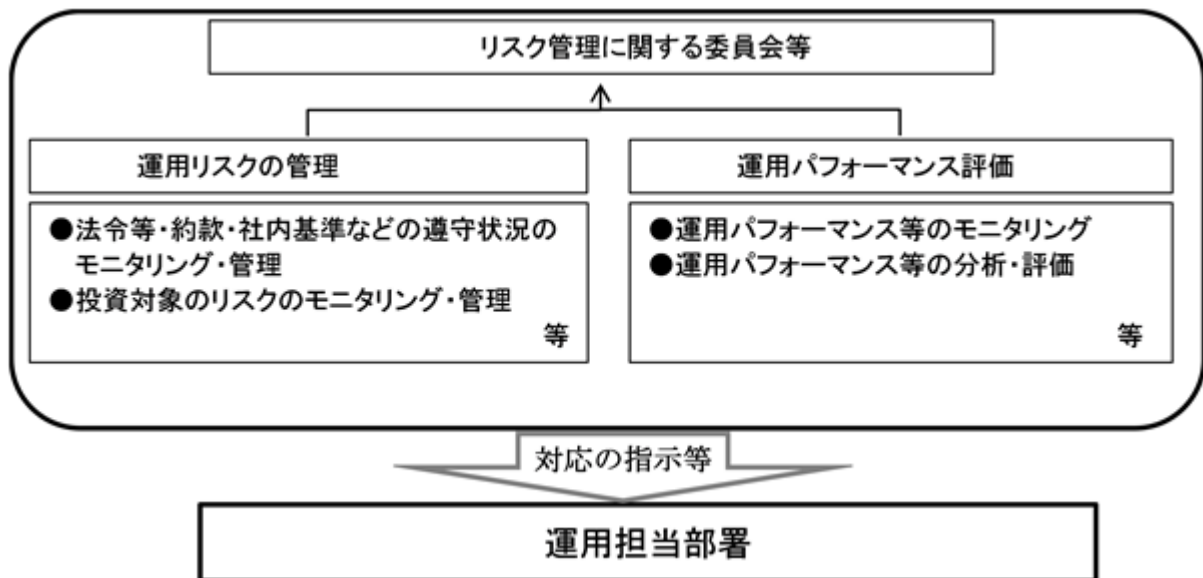 リスク管理に関する委員会等
運用リスクの管理
●法令等・約款・社内基準などの遵守状況の
モニタリング・管理
●投資対象のリスクのモニタリング・管理
等
運用パフォーマンス評価
●運用パフォーマンス等のモニタリング
●運用パフォーマンス等の分析・評価
等
対応の指示等
運用担当部署